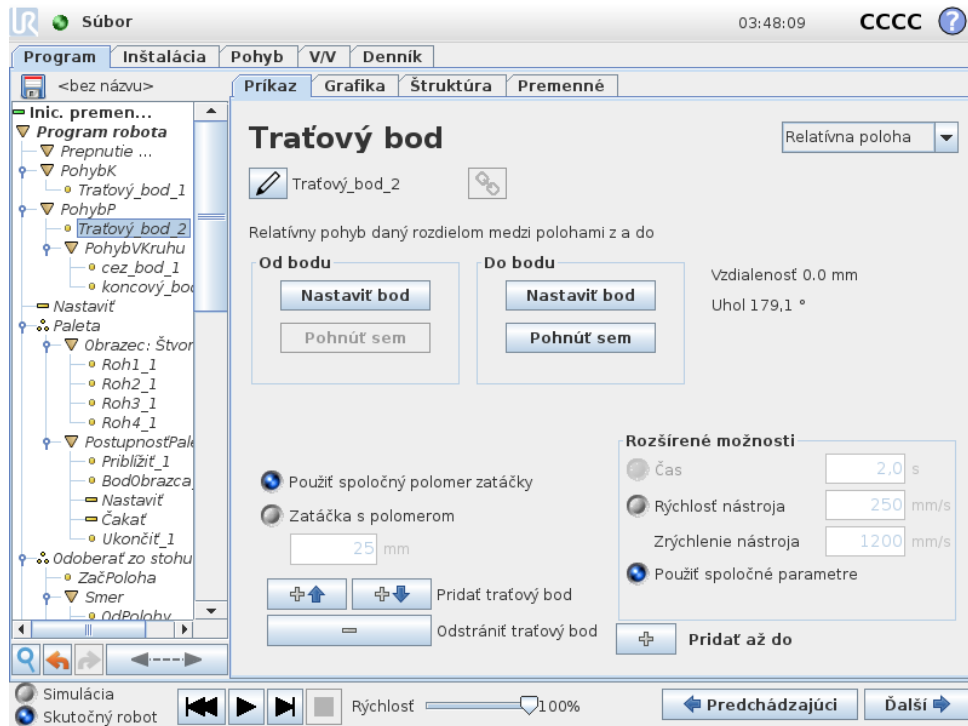 UR Súbor 03:48:09 CCCC ?
Program Inštalácia Pohyb V/V Denník
<bez názvu> Príkaz Grafika Štruktúra Premenné
Inic. premen...
Program robota
Prepnutie ...
PohybK
Traťový_bod_1
PohybP
Traťový_bod_2
PohybVKruhu
cez_bod_1
koncový_bod
Nastaviť
Paleta
Obrazec: Štvor
Roh1_1
Roh2_1
Roh3_1
Roh4_1
PostupnosťPale
Priblížiť_1
BodObrazca_
Nastaviť
Čakať
Ukončiť_1
Odoberať zo stohu
ZačPoloha
Smer
OdPolohy
Traťový bod
Relatívna poloha
Traťový_bod_2
Relatívny pohyb daný rozdielom medzi polohami z a do
Od bodu
Nastaviť bod
Pohnúť sem
Do bodu
Nastaviť bod
Pohnúť sem
Vzdialenosť 0.0 mm
Uhol 179,1 °
Použiť spoločný polomer zatáčky
Zatáčka s polomerom
25 mm
Pridať traťový bod
Odstrániť traťový bod
Rozšírené možnosti
Čas 2,0 s
Rýchlosť nástroja 250 mm/s
Zrýchlenie nástroja 1200 mm/s
Použiť spoločné parametre
Pridať až do
Simulácia
Skutočný robot
Rýchlosť 100%
Predchádzajúci
Ďalší